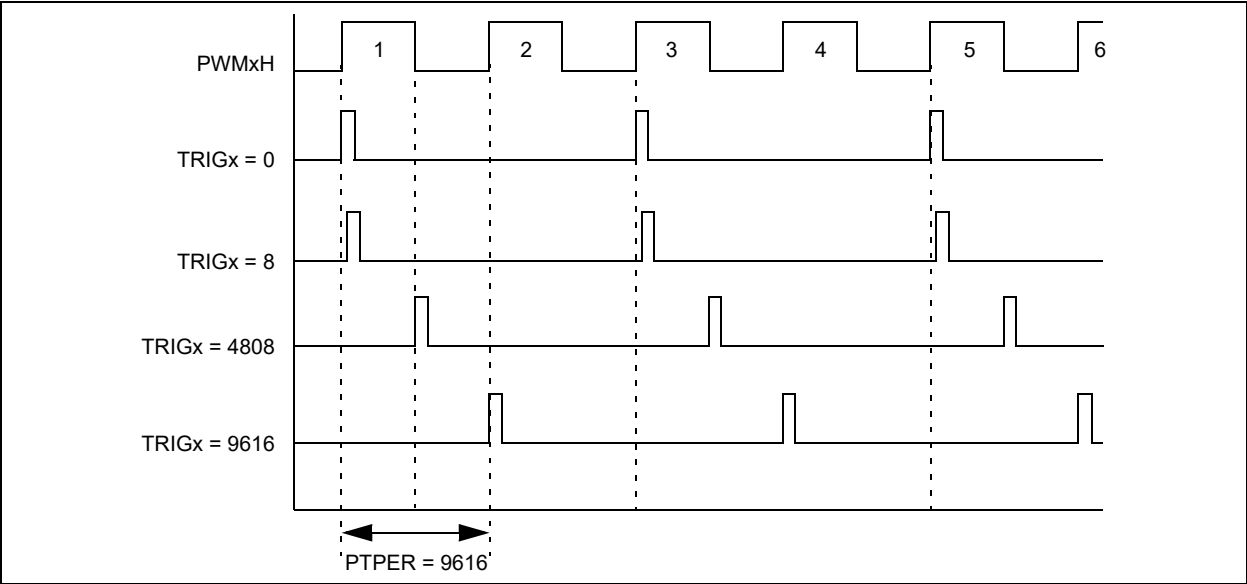 1 2 3 4 5 6
PWMxH
TRIGx = 0
TRIGx = 8
TRIGx = 4808
TRIGx = 9616
PTPER = 9616